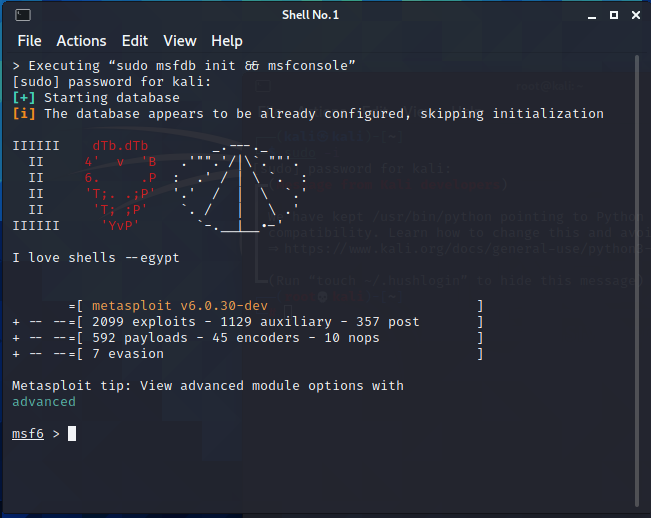 Shell No.1
File Actions Edit View Help
> Executing “sudo msfdb init && msfconsole”
[sudo] password for kali:
[+] Starting database
[i] The database appears to be already configured, skipping initialization
IIIIII    dTb.dTb        _.---._
  II     4'  v  'B   .'"".'/|\`.""'.
  II     6.     .P  :  .' / | \ `.  :
  II     'T;. .;P'  '.'  /  |  \  `.'
  II      'T; ;P'    `. /   |   \ .'
IIIIII     'YvP'       `-.__|__.-'
I love shells --egypt
       =[ metasploit v6.0.30-dev                          ]
+ -- --=[ 2099 exploits - 1129 auxiliary - 357 post       ]
+ -- --=[ 592 payloads - 45 encoders - 10 nops            ]
+ -- --=[ 7 evasion                                       ]
Metasploit tip: View advanced module options with
advanced
msf6 >